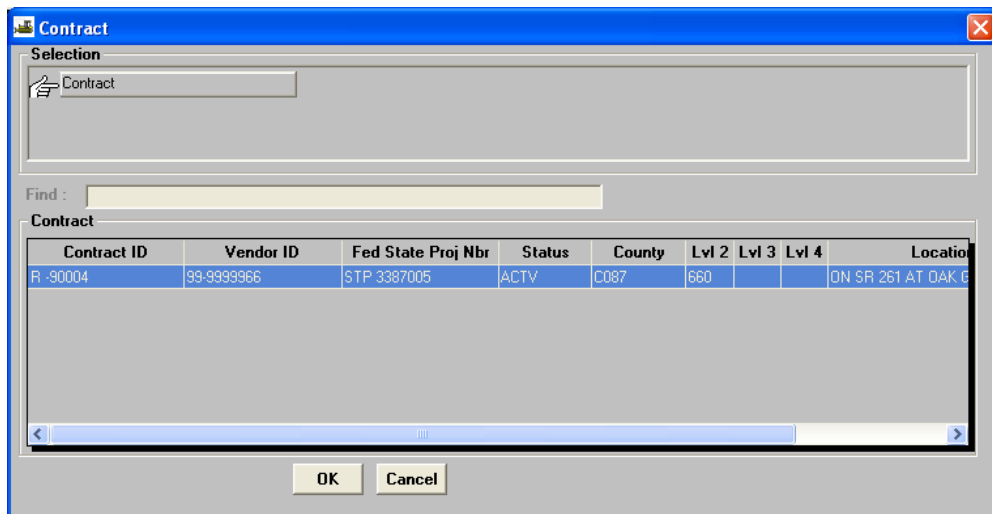 Contract
Selection
Contract
Find :
Contract
Contract ID Vendor ID Fed State Proj Nbr Status County Lvl 2 Lvl 3 Lvl 4 Location
R -90004 99-9999966 STP 3387005 ACTV C087 660 ON SR 261 AT OAK G
OK Cancel